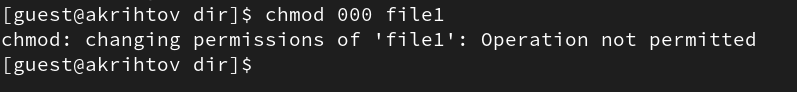 [guest@akrihtov dir]$ chmod 000 file1
chmod: changing permissions of 'file1': Operation not permitted
[guest@akrihtov dir]$